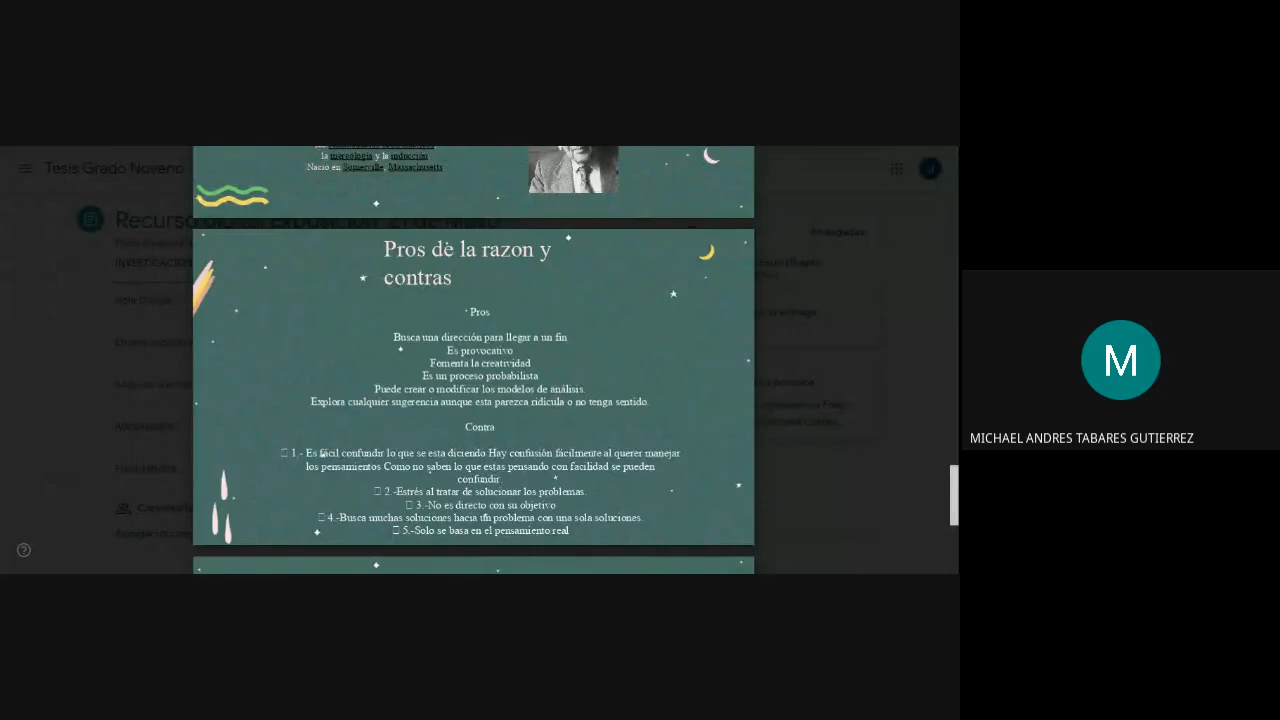 Tesis Grado Noveno
la mereología y la inducción
Nació en Somerville, Massachusetts
Pros de la razon y
contras
Pros
Busca una dirección para llegar a un fin
Es provocativo
Fomenta la creatividad
Es un proceso probabilista
Puede crear o modificar los modelos de análisis.
Explora cualquier sugerencia aunque esta parezca ridícula o no tenga sentido.
Contra
1.- Es fácil confundir lo que se esta diciendo Hay confusión fácilmente al querer manejar
los pensamientos Como no saben lo que estas pensando con facilidad se pueden
confundir.
2.-Estrés al tratar de solucionar los problemas.
3.-No es directo con su objetivo
4.-Busca muchas soluciones hacia un problema con una sola soluciones.
5.-Solo se basa en el pensamiento real
M
MICHAEL ANDRES TABARES GUTIERREZ